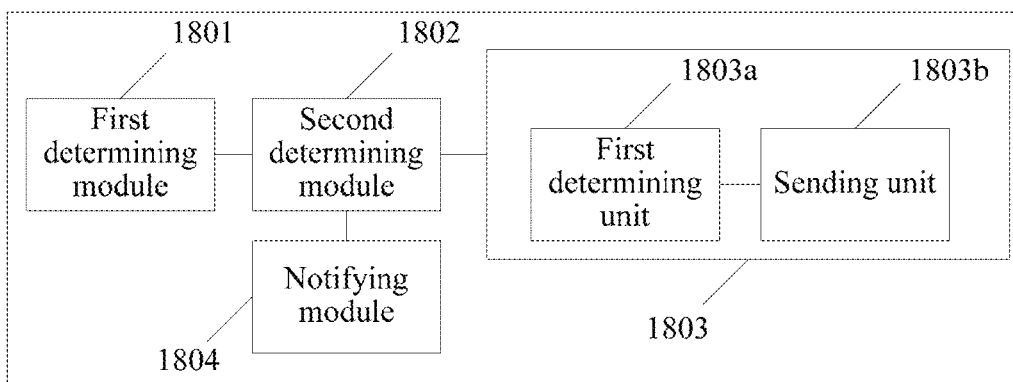 1801
1802
1803a
1803b
First
determining
module
Second
determining
module
First
determining
unit
Sending unit
Notifying
module
1804
1803